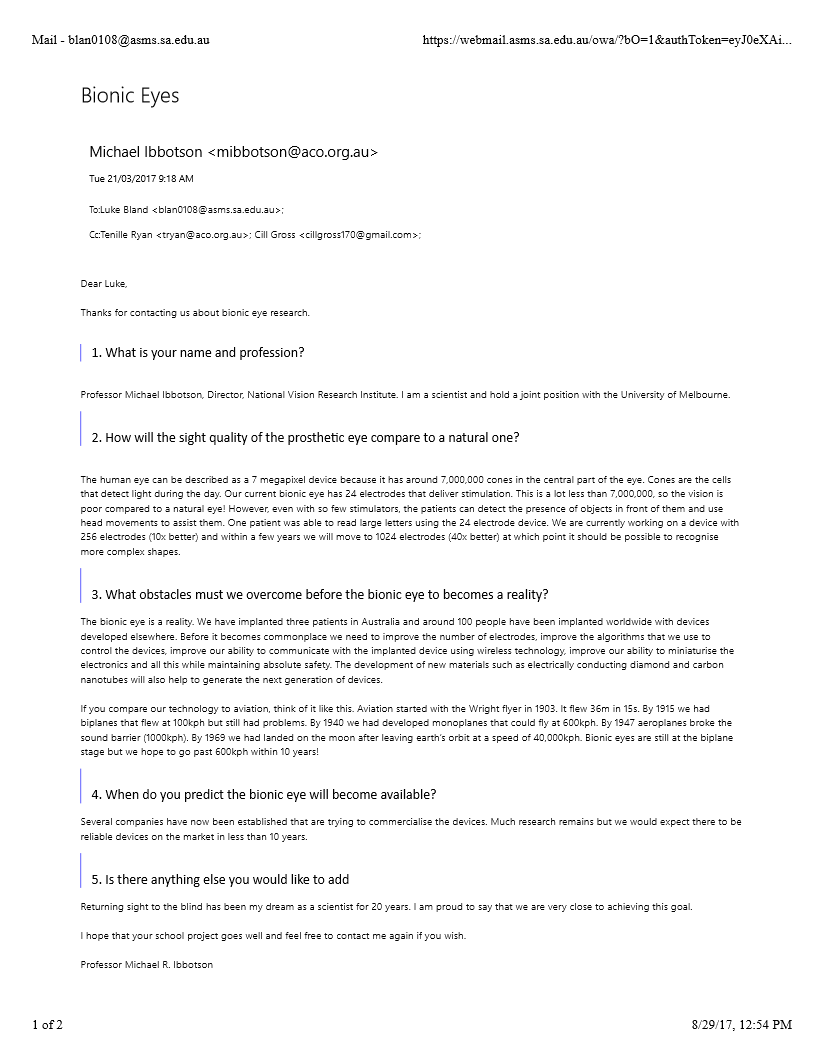 Mail - blan0108@asms.sa.edu.au
https://webmail.asms.sa.edu.au/owa/?bO=1&authToken=eyJ0eXAi...
Bionic Eyes
Michael Ibbotson <mibbotson@aco.org.au>
Tue 21/03/2017 9:18 AM
To:Luke Bland <blan0108@asms.sa.edu.au>;
Cc:Tenille Ryan <tryan@aco.org.au>; Cill Gross <cillgross170@gmail.com>;
Dear Luke,
Thanks for contacting us about bionic eye research.
1. What is your name and profession?
Professor Michael Ibbotson, Director, National Vision Research Institute. I am a scientist and hold a joint position with the University of Melbourne.
2. How will the sight quality of the prosthetic eye compare to a natural one?
The human eye can be described as a 7 megapixel device because it has around 7,000,000 cones in the central part of the eye. Cones are the cells
that detect light during the day. Our current bionic eye has 24 electrodes that deliver stimulation. This is a lot less than 7,000,000, so the vision is
poor compared to a natural eye! However, even with so few stimulators, the patients can detect the presence of objects in front of them and use
head movements to assist them. One patient was able to read large letters using the 24 electrode device. We are currently working on a device with
256 electrodes (10x better) and within a few years we will move to 1024 electrodes (40x better) at which point it should be possible to recognise
more complex shapes.
3. What obstacles must we overcome before the bionic eye to becomes a reality?
The bionic eye is a reality. We have implanted three patients in Australia and around 100 people have been implanted worldwide with devices
developed elsewhere. Before it becomes commonplace we need to improve the number of electrodes, improve the algorithms that we use to
control the devices, improve our ability to communicate with the implanted device using wireless technology, improve our ability to miniaturise the
electronics and all this while maintaining absolute safety. The development of new materials such as electrically conducting diamond and carbon
nanotubes will also help to generate the next generation of devices.
If you compare our technology to aviation, think of it like this. Aviation started with the Wright flyer in 1903. It flew 36m in 15s. By 1915 we had
biplanes that flew at 100kph but still had problems. By 1940 we had developed monoplanes that could fly at 600kph. By 1947 aeroplanes broke the
sound barrier (1000kph). By 1969 we had landed on the moon after leaving earth's orbit at a speed of 40,000kph. Bionic eyes are still at the biplane
stage but we hope to go past 600kph within 10 years!
4. When do you predict the bionic eye will become available?
Several companies have now been established that are trying to commercialise the devices. Much research remains but we would expect there to be
reliable devices on the market in less than 10 years.
5. Is there anything else you would like to add
Returning sight to the blind has been my dream as a scientist for 20 years. I am proud to say that we are very close to achieving this goal.
I hope that your school project goes well and feel free to contact me again if you wish.
Professor Michael R. Ibbotson
1 of 2
8/29/17, 12:54 PM